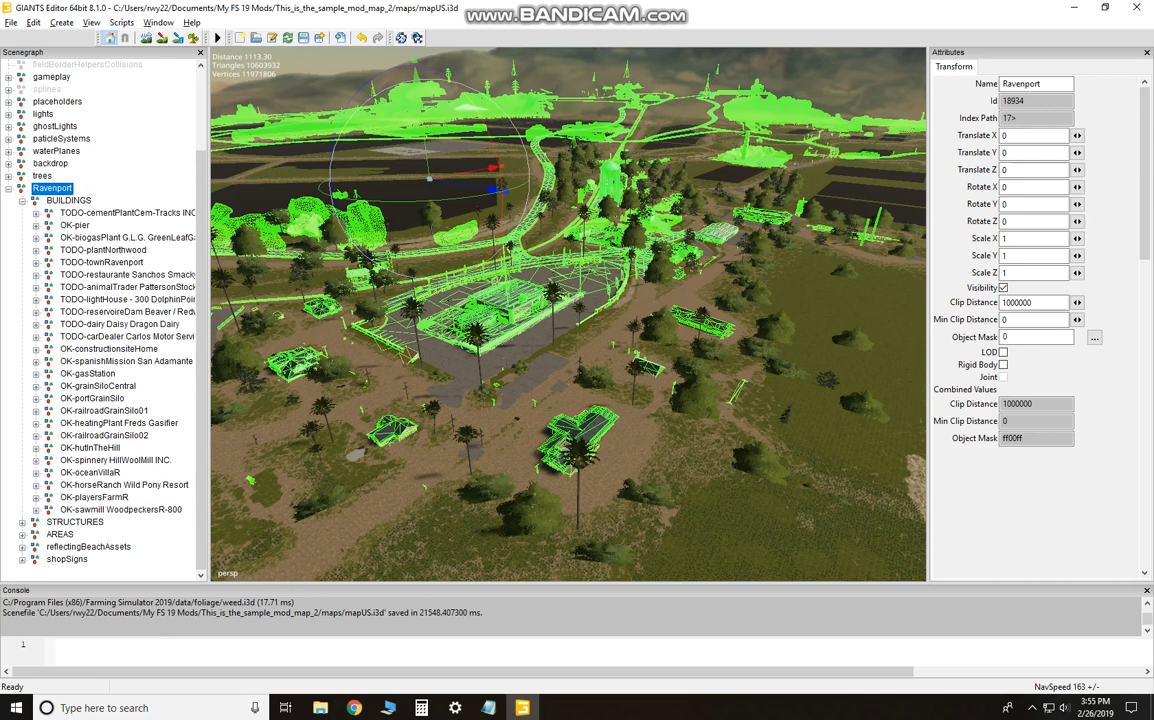 GIANTS Editor 64bit 8.1.0 - C:/Users/rwy22/Documents/My FS 19 Mods/This_is_the_sample_mod_map_2/maps/mapUS.i3d
www.BANDICAM.com
File Edit Create View Scripts Window Help
Scenegraph
fieldBorderHelpersCollisions
gameplay
splines
placeholders
lights
ghostLights
paticleSystems
waterPlanes
backdrop
trees
Ravenport
BUILDINGS
TODO-cementPlantCem-Tracks INC
OK-pier
OK-biogasPlant G.L.G. GreenLeafGa
TODO-plantNorthwood
TODO-townRavenport
TODO-restaurante Sanchos Smacky
TODO-animalTrader PattersonStock
TODO-lightHouse - 300 DolphinPoin
TODO-reservoireDam Beaver / Redw
TODO-dairy Daisy Dragon Dairy
TODO-carDealer Carlos Motor Servi
OK-constructionsiteHome
OK-spanishMission San Adamante
OK-gasStation
OK-grainSiloCentral
OK-portGrainSilo
OK-railroadGrainSilo01
OK-heatingPlant Freds Gasifier
OK-railroadGrainSilo02
OK-hutInTheHill
OK-spinnery HillWoolMill INC.
OK-oceanVillaR
OK-horseRanch Wild Pony Resort
OK-playersFarmR
OK-sawmill WoodpeckersR-800
STRUCTURES
AREAS
reflectingBeachAssets
shopSigns
Distance 1113.30
Triangles 10603932
Vertices 11971806
persp
Attributes
Transform
Name Ravenport
Id 18934
Index Path 17>
Translate X 0
Translate Y 0
Translate Z 0
Rotate X 0
Rotate Y 0
Rotate Z 0
Scale X 1
Scale Y 1
Scale Z 1
Visibility
Clip Distance 1000000
Min Clip Distance 0
Object Mask 0 ...
LOD
Rigid Body
Joint
Combined Values
Clip Distance 1000000
Min Clip Distance 0
Object Mask ff00ff
Console
C:/Program Files (x86)/Farming Simulator 2019/data/foliage/weed.i3d (17.71 ms)
Scenefile 'C:/Users/rwy22/Documents/My FS 19 Mods/This_is_the_sample_mod_map_2/maps/mapUS.i3d' saved in 21548.407300 ms.
1
Ready
NavSpeed 163 +/-
Type here to search
3:55 PM
2/26/2019